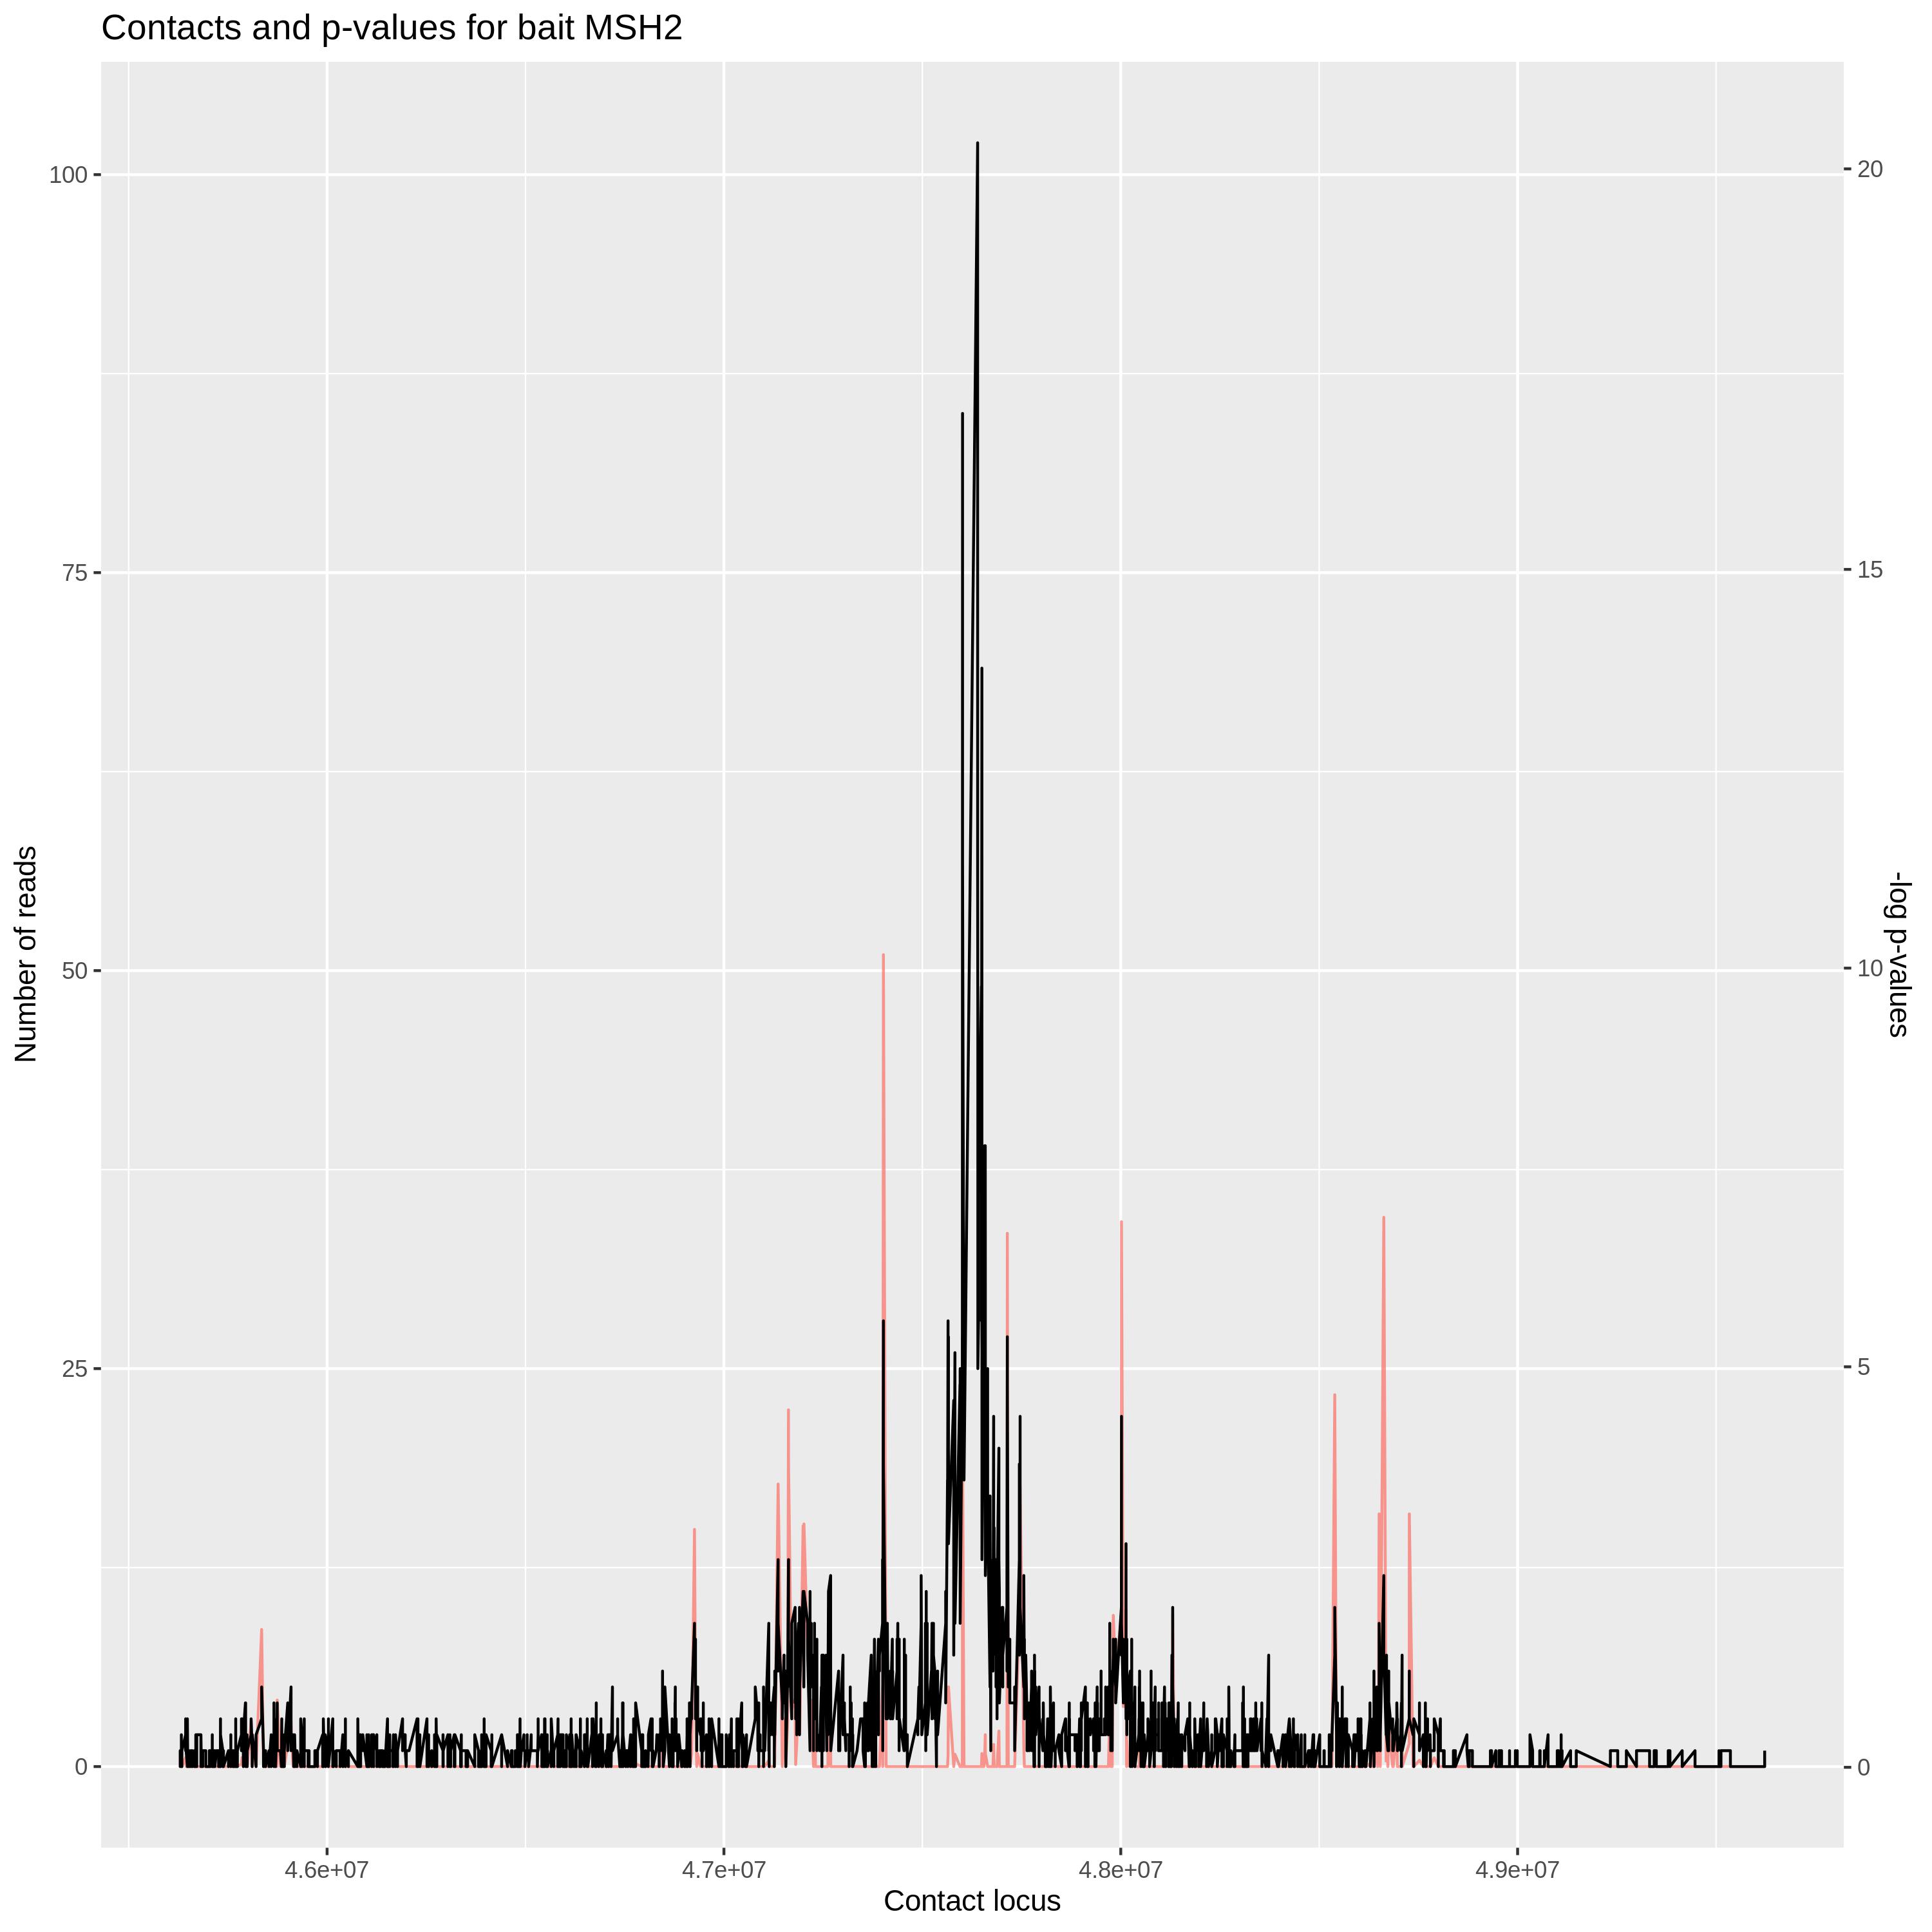 Contacts and p-values for bait MSH2
100
75
50
25
0
Number of reads
20
15
10
5
0
-log p-values
4.6e+07
4.7e+07
4.8e+07
4.9e+07
Contact locus